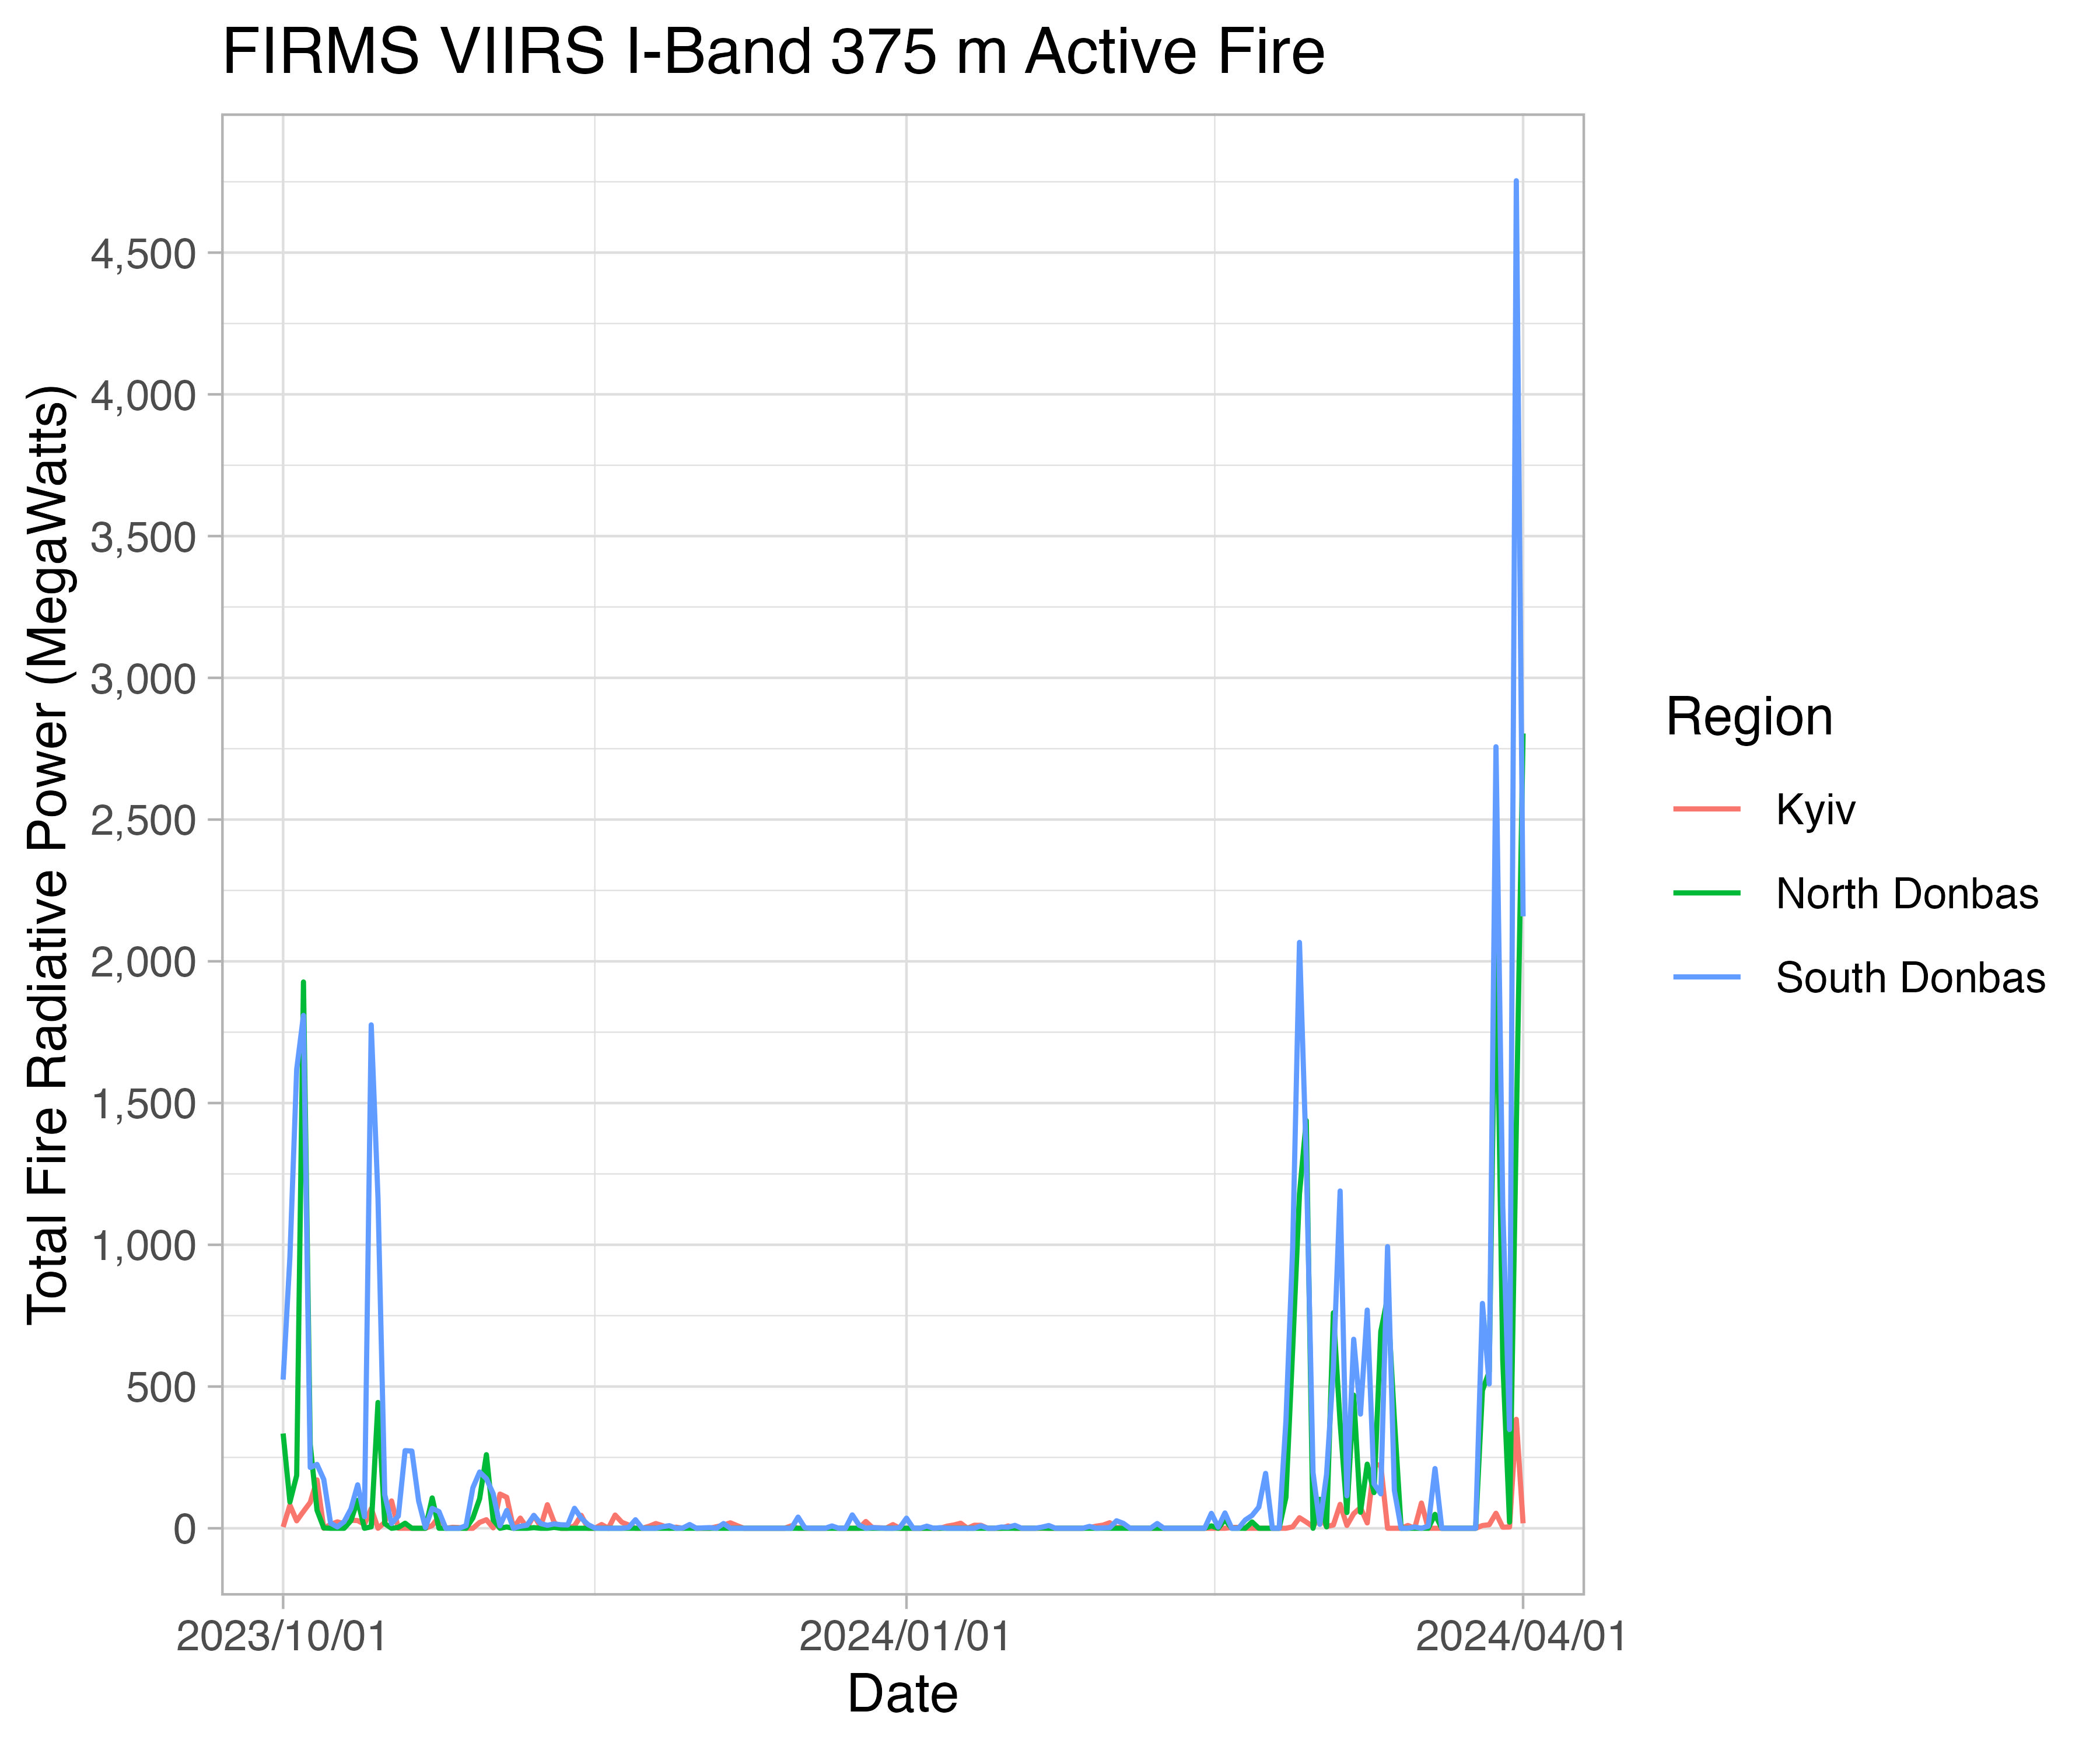 FIRMS VIIRS I-Band 375 m Active Fire
Total Fire Radiative Power (MegaWatts)
4,500
4,000
3,500
3,000
2,500
2,000
1,500
1,000
500
0
2023/10/01
2024/01/01
2024/04/01
Date
Region
Kyiv
North Donbas
South Donbas